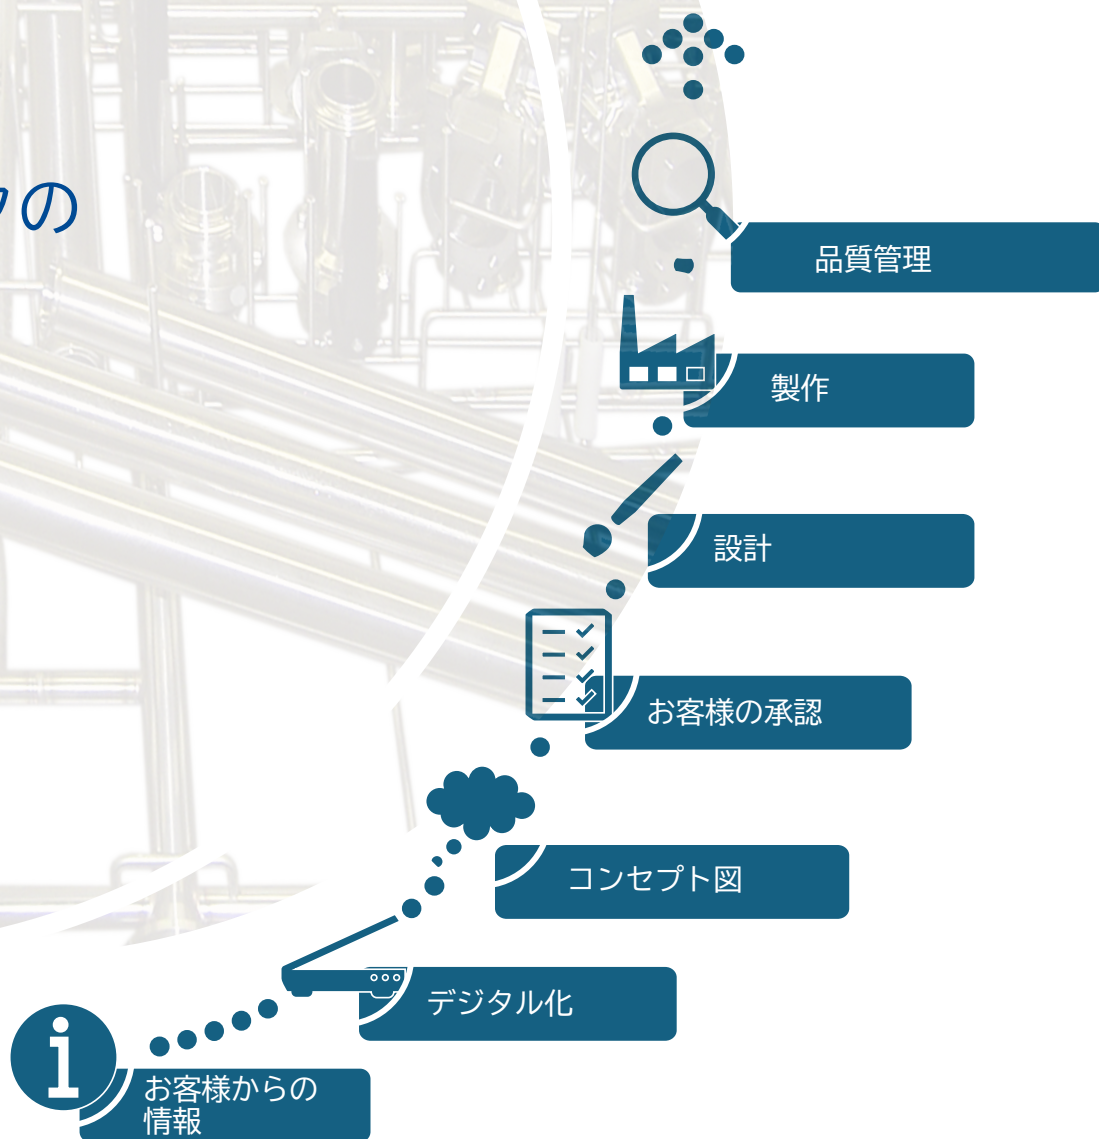 クの
品質管理
製作
設計
お客様の承認
コンセプト図
デジタル化
お客様からの
情報